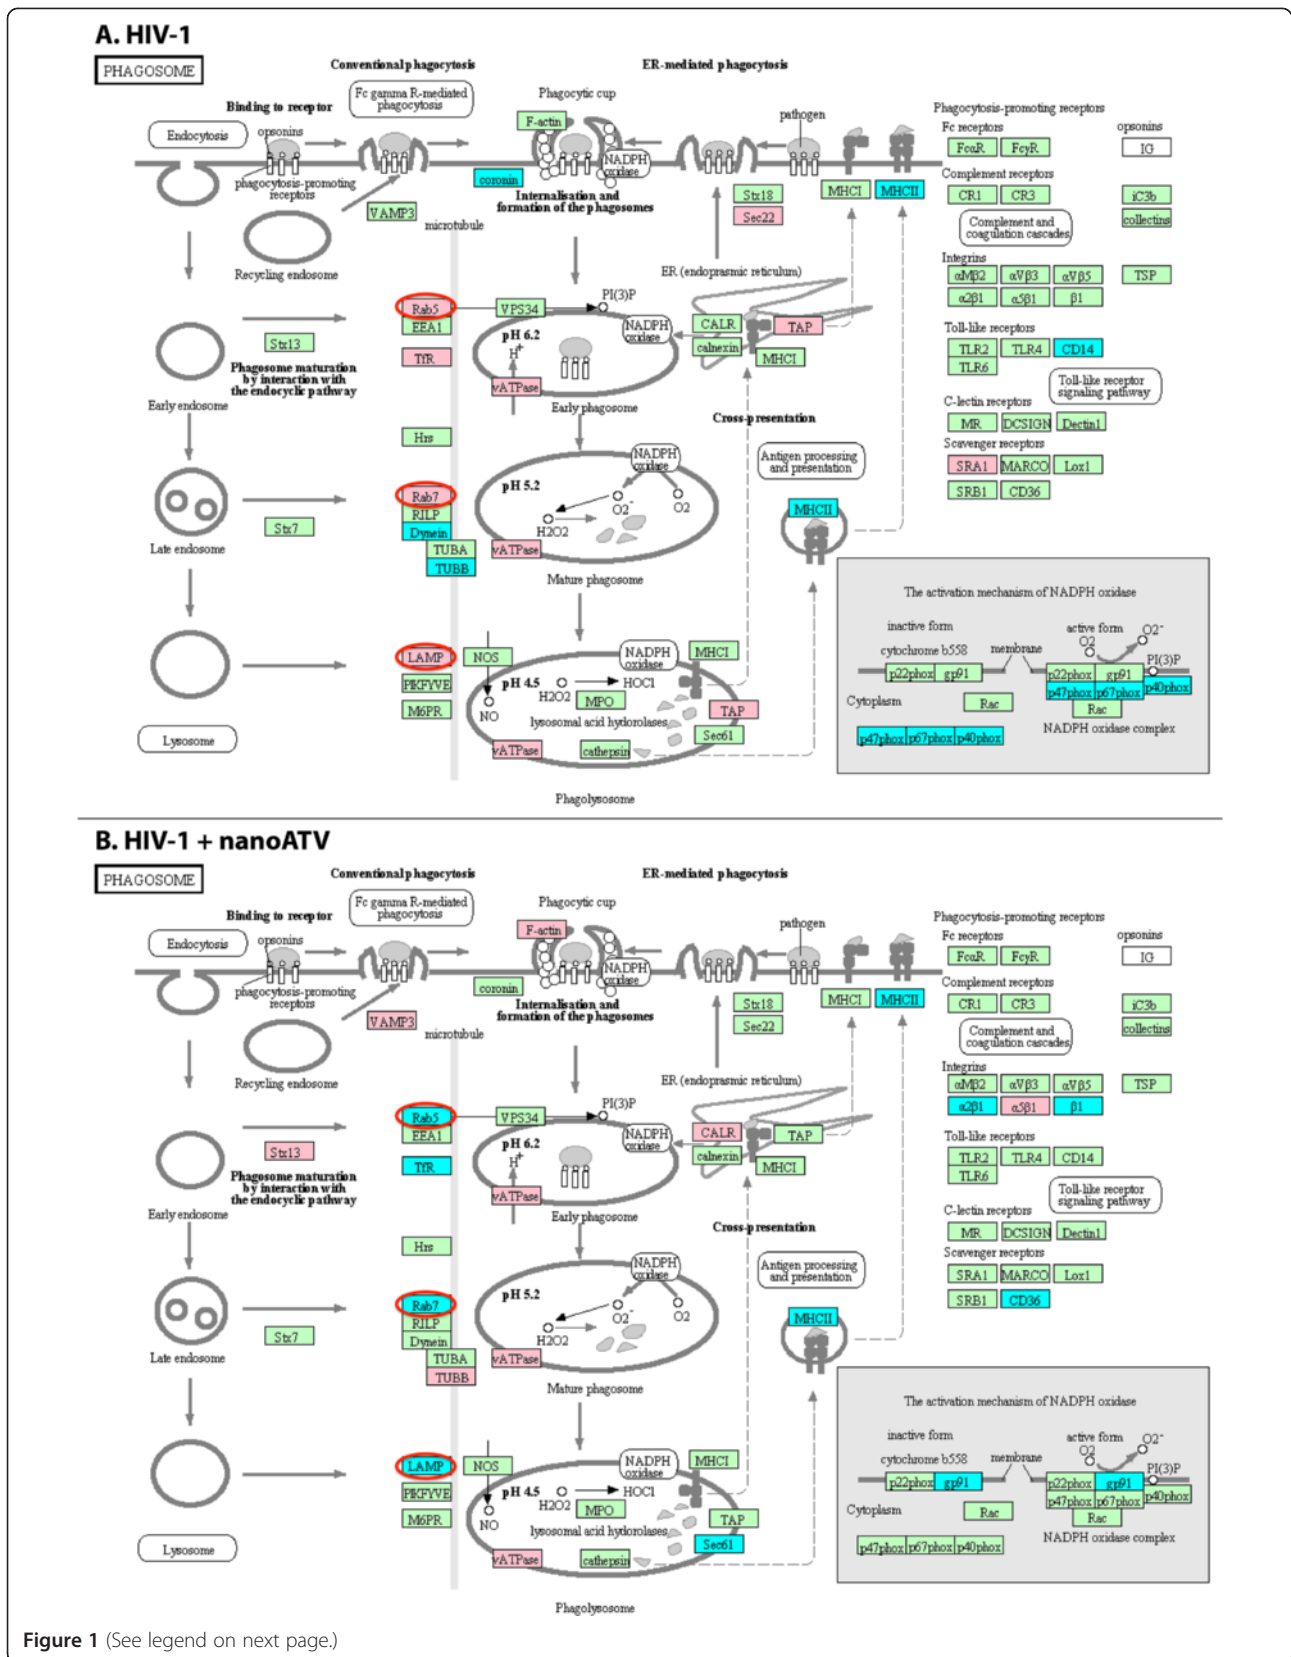 A. HIV-1
PHAGOSOME
Conventional phagocytosis
ER-mediated phagocytosis
Fc gamma R-mediated
phagocytosis
Phagocytic cup
Phagocytosis-promoting receptors
Binding to receptor
Endocytosis
opsonins
F-actin
pathogen
Fc receptors
opsonins
FcαR
FcγR
IG
NADPH
oxidase
phagocytosis-promoting
receptors
coronin
Internalisation and
formation of the phagosomes
Stx18
Sec22
MHCI
MHCII
Complement receptors
CR1
CR3
iC3b
collectins
Complement and
coagulation cascades
VAMP3
microtubule
Recycling endosome
ER (endoprasmic reticulum)
Integrins
αMβ2
αVβ3
αVβ5
TSP
α2β1
α5β1
β1
Rab5
EEA1
VPS34
PI(3)P
NADPH
oxidase
CALR
calnexin
TAP
MHCI
Stx13
TfR
pH 6.2
H+
vATPase
Phagosome maturation
by interaction with
the endocyclic pathway
Early endosome
Early phagosome
Toll-like receptors
TLR2
TLR4
CD14
TLR6
Toll-like receptor
signaling pathway
C-lectin receptors
MR
DCSIGN
Dectin1
Cross-presentation
Hrs
NADPH
oxidase
Antigen processing
and presentation
Scavenger receptors
SRA1
MARCO
Lox1
SRB1
CD36
Rab7
RILP
Dynein
TUBA
TUBB
Stx7
Late endosome
pH 5.2
O2-
O2
H2O2
vATPase
Mature phagosome
MHCII
The activation mechanism of NADPH oxidase
inactive form
active form
O2
O2-
cytochrome b558
membrane
PI(3)P
p22phox
gp91
p22phox
gp91
p47phox
p67phox
p40phox
Cytoplasm
Rac
Rac
p47phox
p67phox
p40phox
NADPH oxidase complex
LAMP
PIKFYVE
M6PR
NOS
NADPH
oxidase
MHCI
pH 4.5
H2O2
HOCl
MPO
NO
lysosomal acid hydorolases
TAP
Sec61
Lysosome
vATPase
cathepsin
Phagolysosome
B. HIV-1 + nanoATV
PHAGOSOME
Conventional phagocytosis
ER-mediated phagocytosis
Fc gamma R-mediated
phagocytosis
Phagocytic cup
Phagocytosis-promoting receptors
Binding to receptor
Endocytosis
opsonins
F-actin
pathogen
Fc receptors
opsonins
FcαR
FcγR
IG
NADPH
oxidase
phagocytosis-promoting
receptors
coronin
Internalisation and
formation of the phagosomes
Stx18
Sec22
MHCI
MHCII
Complement receptors
CR1
CR3
iC3b
collectins
Complement and
coagulation cascades
VAMP3
microtubule
Recycling endosome
ER (endoprasmic reticulum)
Integrins
αMβ2
αVβ3
αVβ5
TSP
α2β1
α5β1
β1
Rab5
EEA1
VPS34
PI(3)P
NADPH
oxidase
CALR
calnexin
TAP
MHCI
Stx13
TfR
pH 6.2
H+
vATPase
Phagosome maturation
by interaction with
the endocyclic pathway
Early endosome
Early phagosome
Toll-like receptors
TLR2
TLR4
CD14
TLR6
Toll-like receptor
signaling pathway
C-lectin receptors
MR
DCSIGN
Dectin1
Cross-presentation
Hrs
NADPH
oxidase
Antigen processing
and presentation
Scavenger receptors
SRA1
MARCO
Lox1
SRB1
CD36
Rab7
RILP
Dynein
TUBA
TUBB
Stx7
Late endosome
pH 5.2
O2-
O2
H2O2
vATPase
Mature phagosome
MHCII
The activation mechanism of NADPH oxidase
inactive form
active form
O2
O2-
cytochrome b558
membrane
PI(3)P
p22phox
gp91
p22phox
gp91
p47phox
p67phox
p40phox
Cytoplasm
Rac
Rac
p47phox
p67phox
p40phox
NADPH oxidase complex
LAMP
PIKFYVE
M6PR
NOS
NADPH
oxidase
MHCI
pH 4.5
H2O2
HOCl
MPO
NO
lysosomal acid hydorolases
TAP
Sec61
Lysosome
vATPase
cathepsin
Phagolysosome
Figure 1 (See legend on next page.)